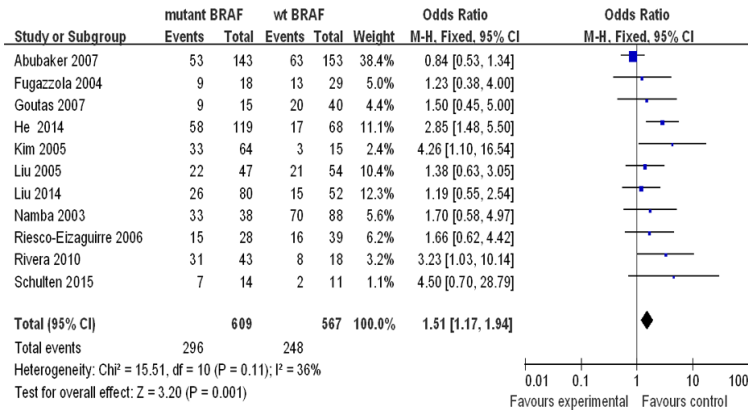 mutant BRAF wt BRAF Odds Ratio Odds Ratio
Study or Subgroup Events Total Events Total Weight M-H, Fixed, 95% CI M-H, Fixed, 95% CI
Abubaker 2007 53 143 63 153 38.4% 0.84 [0.53, 1.34]
Fugazzola 2004 9 18 13 29 5.0% 1.23 [0.38, 4.00]
Goutas 2007 9 15 20 40 4.1% 1.50 [0.45, 5.00]
He 2014 58 119 17 68 11.1% 2.85 [1.48, 5.50]
Kim 2005 33 64 3 15 2.4% 4.26 [1.10, 16.54]
Liu 2005 22 47 21 54 10.4% 1.38 [0.63, 3.05]
Liu 2014 26 80 15 52 12.3% 1.19 [0.55, 2.54]
Namba 2003 33 38 70 88 5.6% 1.70 [0.58, 4.97]
Riesco-Eizaguirre 2006 15 28 16 39 6.2% 1.66 [0.62, 4.42]
Rivera 2010 31 43 8 18 3.2% 3.23 [1.03, 10.14]
Schulten 2015 7 14 2 11 1.1% 4.50 [0.70, 28.79]
Total (95% CI) 609 567 100.0% 1.51 [1.17, 1.94]
Total events 296 248
Heterogeneity: Chi² = 15.51, df = 10 (P = 0.11); I² = 36%
Test for overall effect: Z = 3.20 (P = 0.001)
0.01 0.1 1 10 100
Favours experimental Favours control